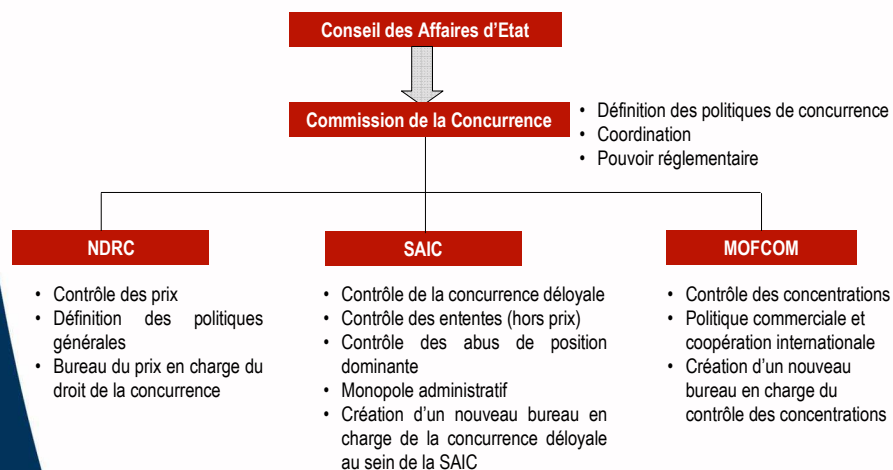 Conseil des Affaires d'Etat
Commission de la Concurrence
• Définition des politiques de concurrence
• Coordination
• Pouvoir réglementaire
NDRC
• Contrôle des prix
• Définition des politiques
générales
• Bureau du prix en charge du
droit de la concurrence
SAIC
• Contrôle de la concurrence déloyale
• Contrôle des ententes (hors prix)
• Contrôle des abus de position
dominante
• Monopole administratif
• Création d'un nouveau bureau en
charge de la concurrence déloyale
au sein de la SAIC
MOFCOM
• Contrôle des concentrations
• Politique commerciale et
coopération internationale
• Création d'un nouveau
bureau en charge du
contrôle des concentrations